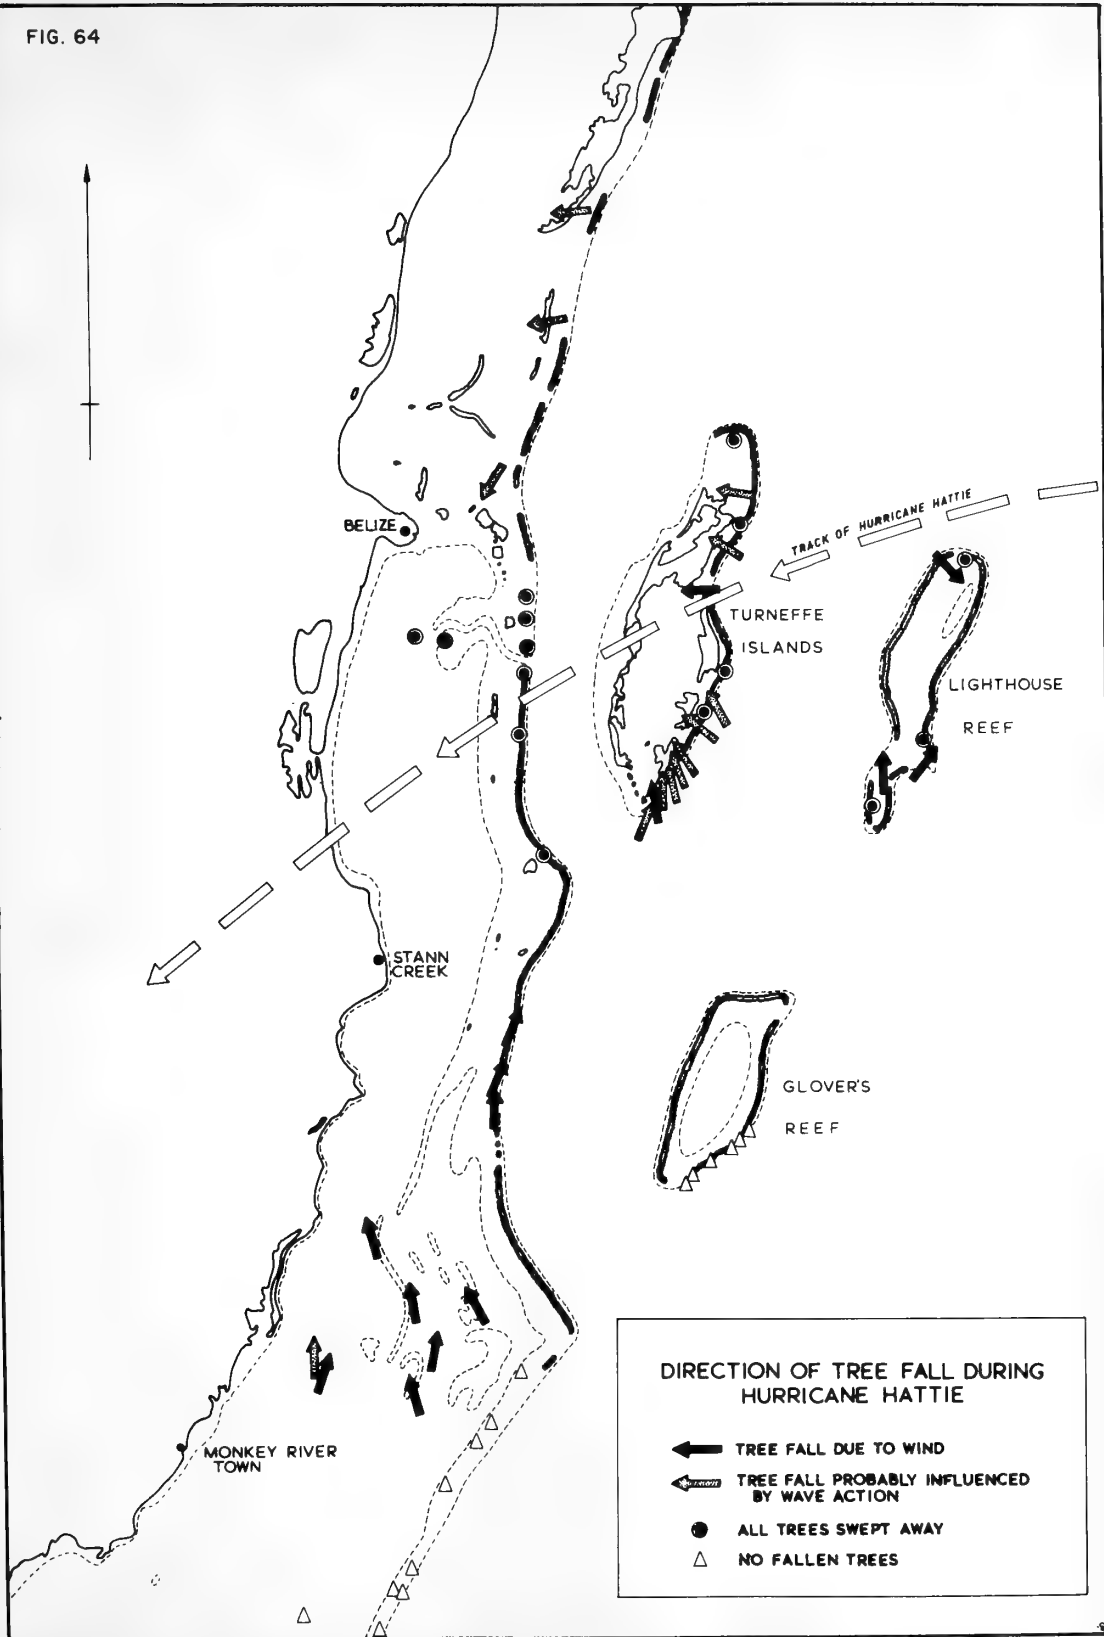 FIG. 64
BELIZE
TRACK OF HURRICANE HATTIE
TURNEFFE
ISLANDS
LIGHTHOUSE
REEF
STANN
CREEK
GLOVER'S
REEF
MONKEY RIVER
TOWN
DIRECTION OF TREE FALL DURING
HURRICANE HATTIE
TREE FALL DUE TO WIND
TREE FALL PROBABLY INFLUENCED
BY WAVE ACTION
ALL TREES SWEPT AWAY
NO FALLEN TREES